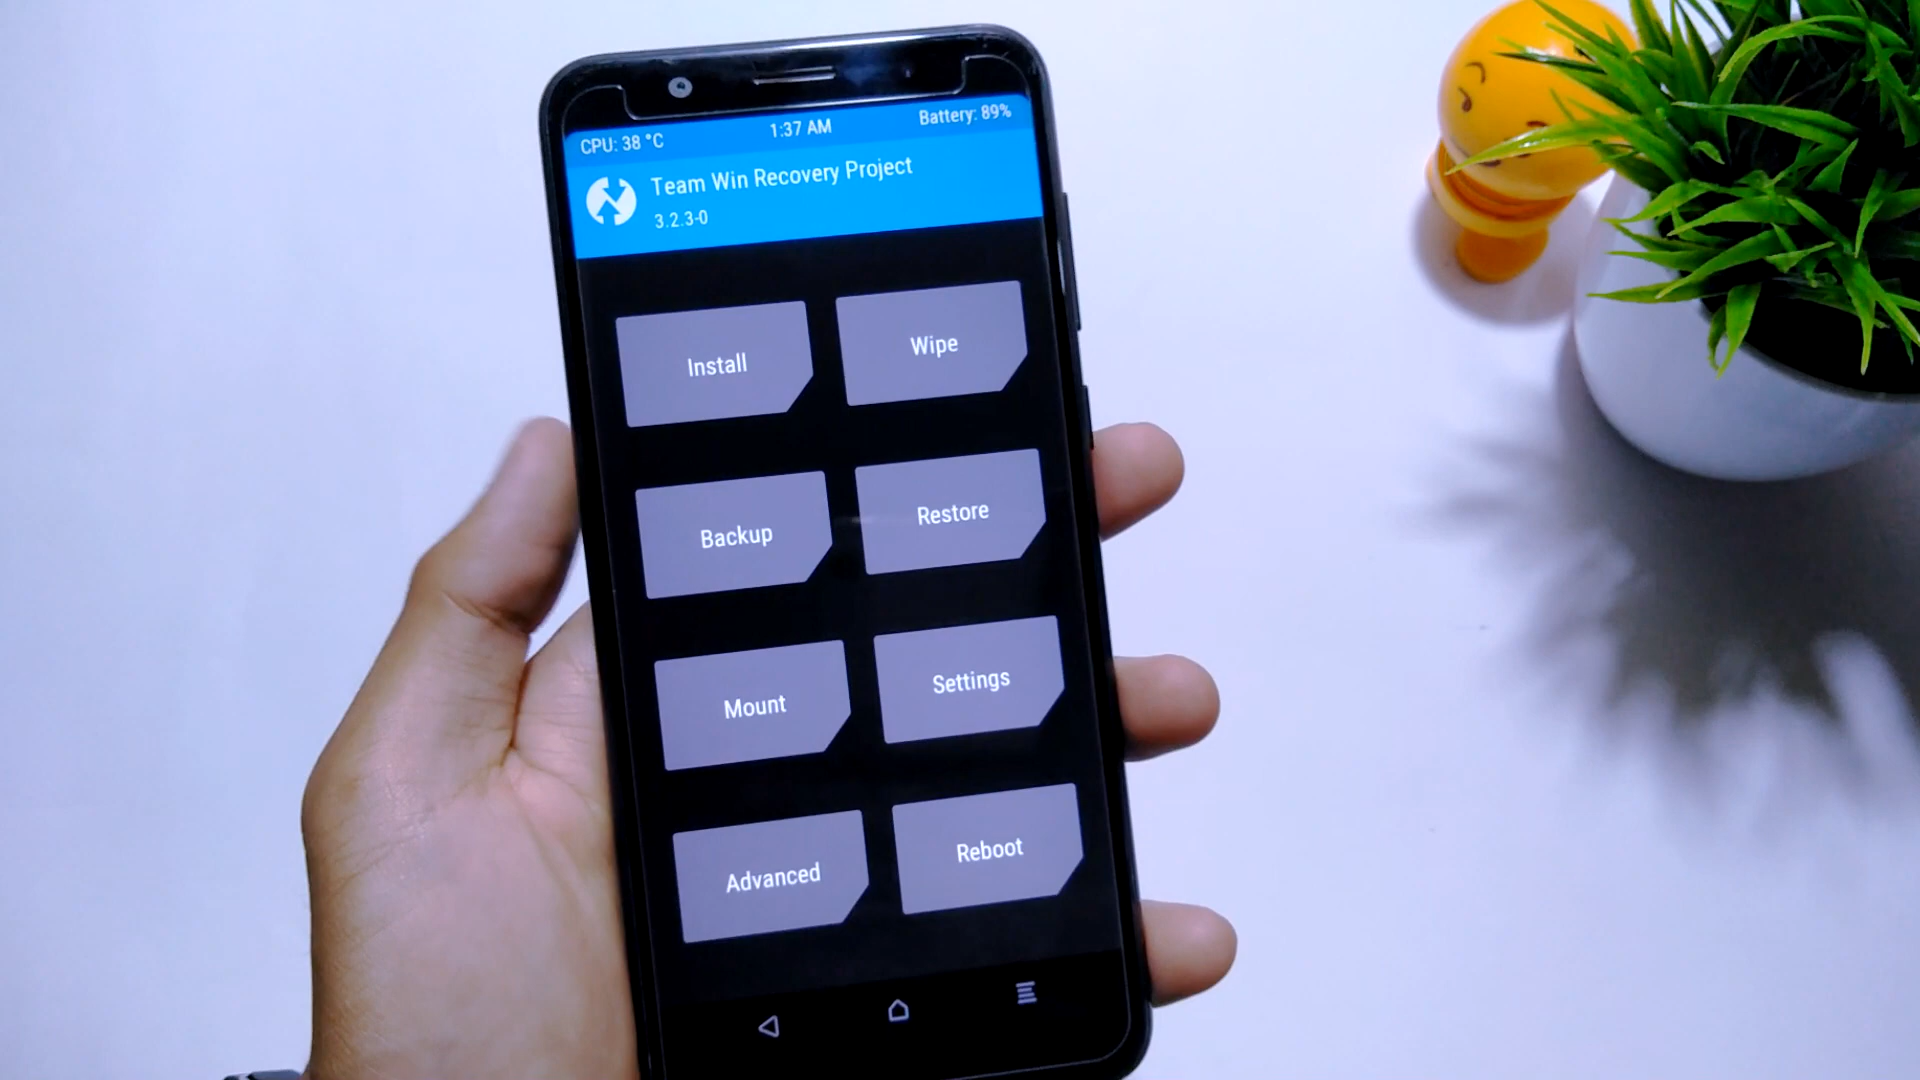 CPU: 38 °C 1:37 AM Battery: 89%
Team Win Recovery Project
3.2.3-0
Install Wipe
Backup Restore
Mount Settings
Advanced Reboot